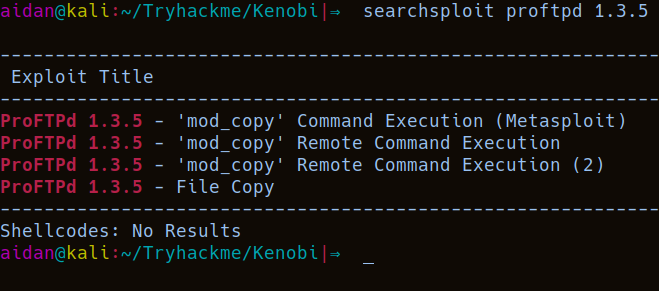 aidan@kali:~/Tryhackme/Kenobi|⇒  searchsploit proftpd 1.3.5
------------------------------------------------------------
 Exploit Title
------------------------------------------------------------
ProFTPd 1.3.5 - 'mod_copy' Command Execution (Metasploit)
ProFTPd 1.3.5 - 'mod_copy' Remote Command Execution
ProFTPd 1.3.5 - 'mod_copy' Remote Command Execution (2)
ProFTPd 1.3.5 - File Copy
------------------------------------------------------------
Shellcodes: No Results
aidan@kali:~/Tryhackme/Kenobi|⇒  _